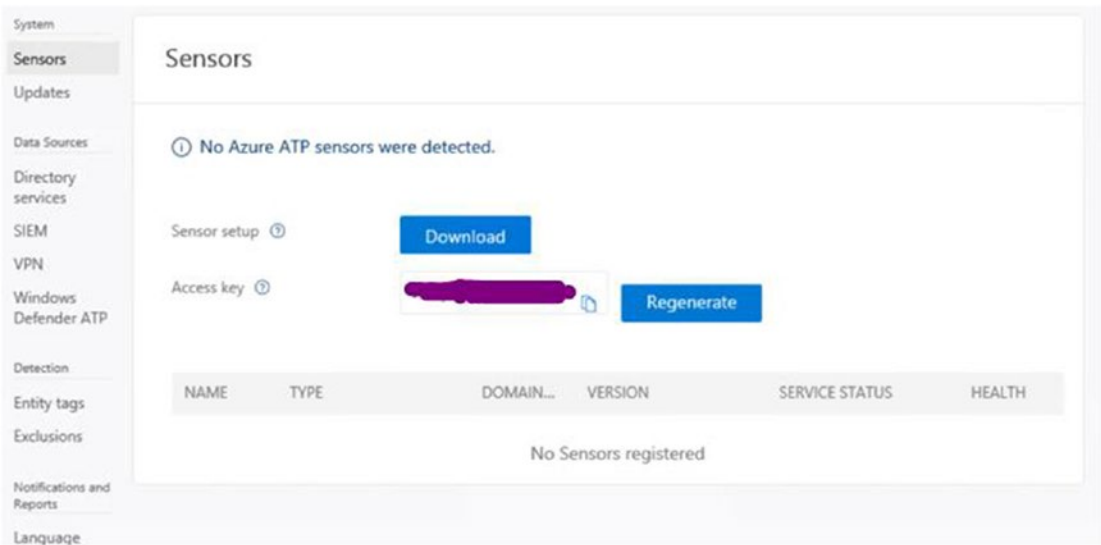 System
Sensors
Updates
Data Sources
Directory
services
SIEM
VPN
Windows
Defender ATP
Detection
Entity tags
Exclusions
Notifications and
Reports
Language
Sensors
No Azure ATP sensors were detected.
Sensor setup
Download
Access key
Regenerate
NAME TYPE DOMAIN... VERSION SERVICE STATUS HEALTH
No Sensors registered